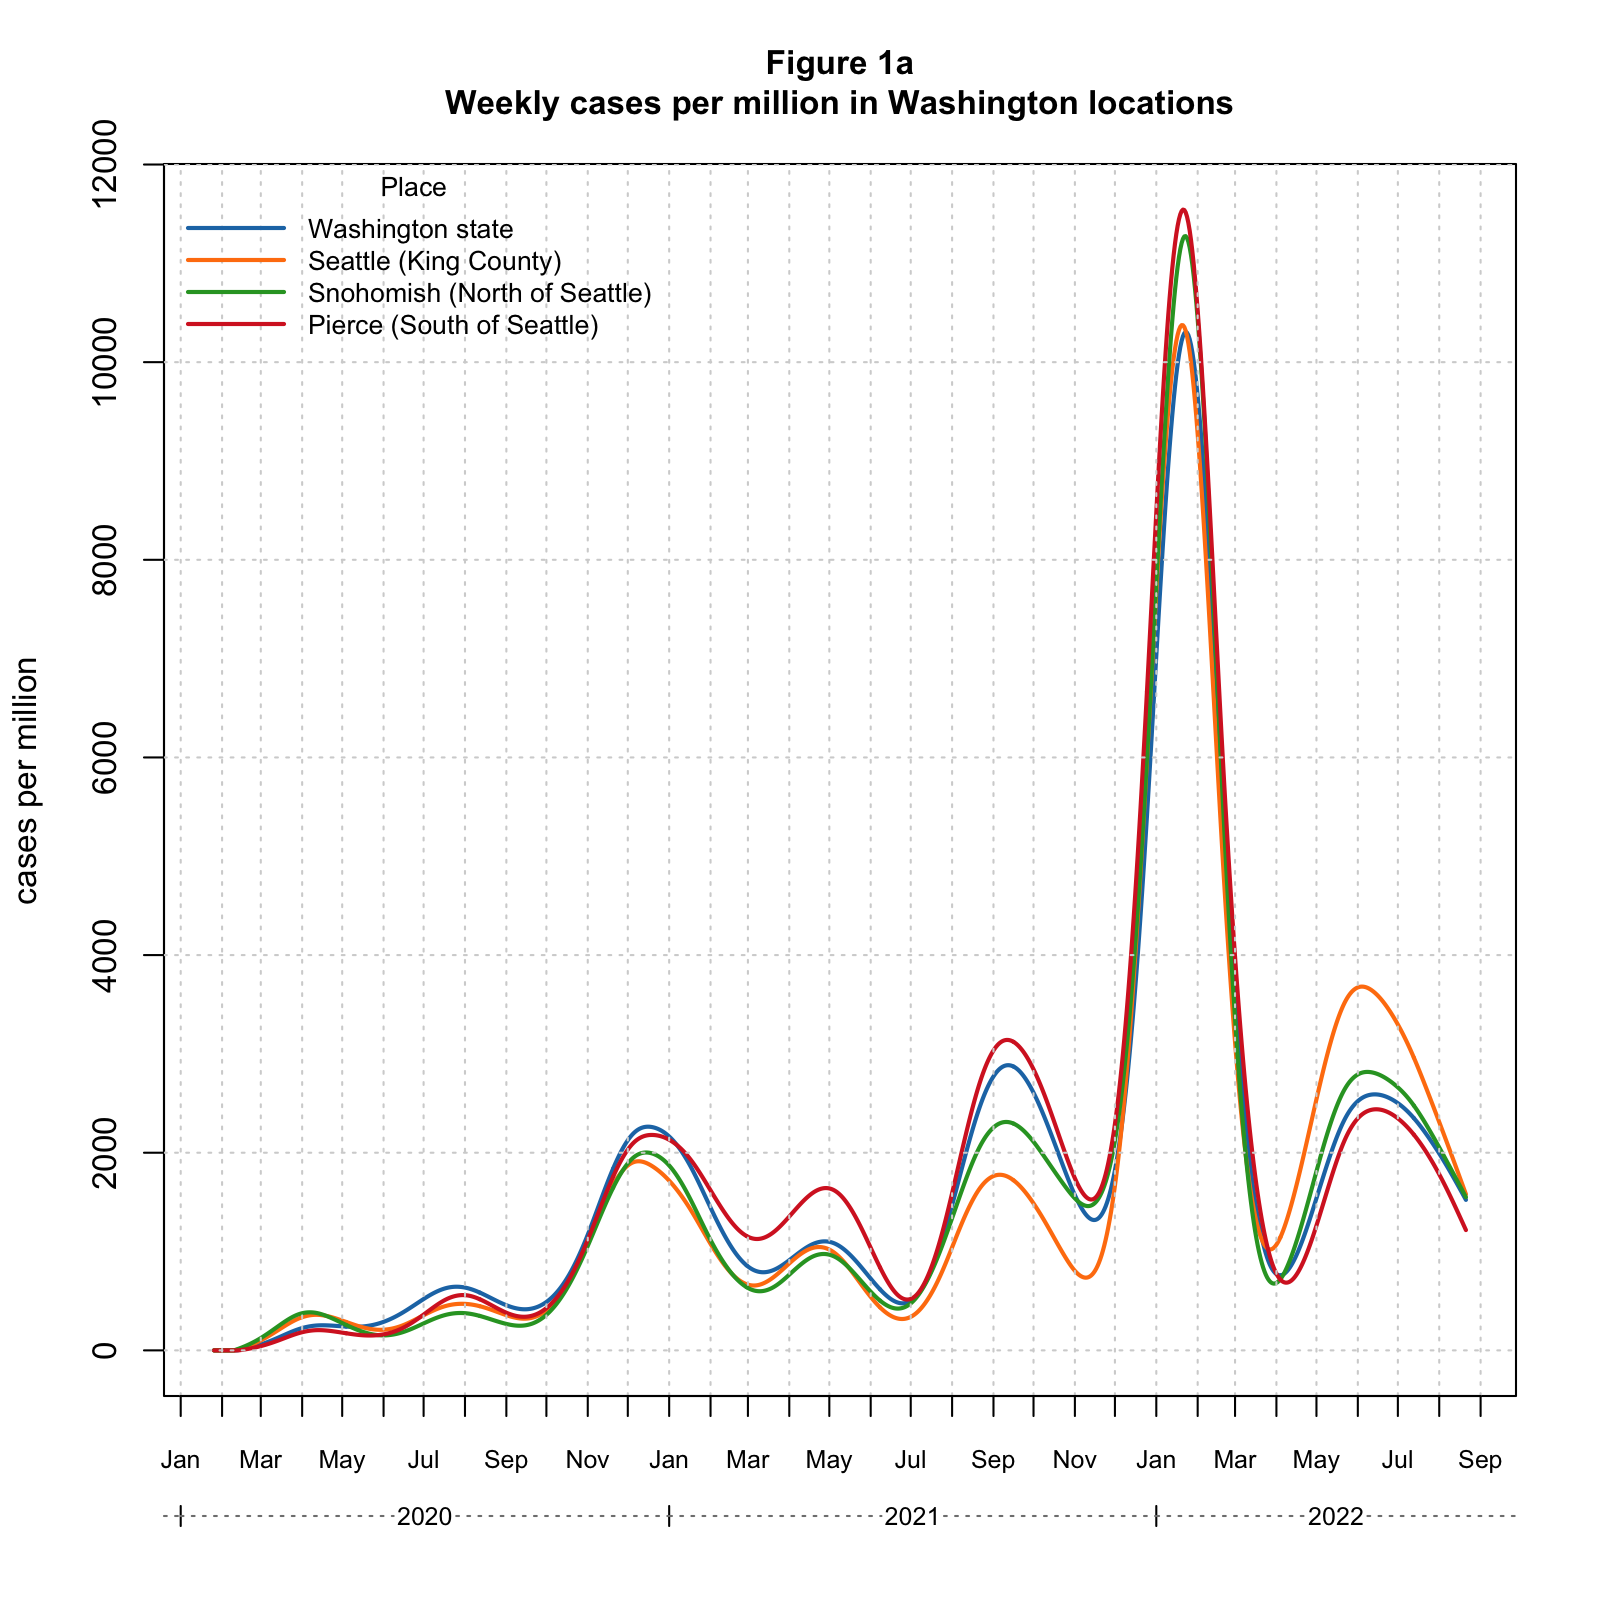 Figure 1a
Weekly cases per million in Washington locations
Place
Washington state
Seattle (King County)
Snohomish (North of Seattle)
Pierce (South of Seattle)
cases per million
12000
10000
8000
6000
4000
2000
0
Jan Mar May Jul Sep Nov Jan Mar May Jul Sep Nov Jan Mar May Jul Sep
2020 2021 2022